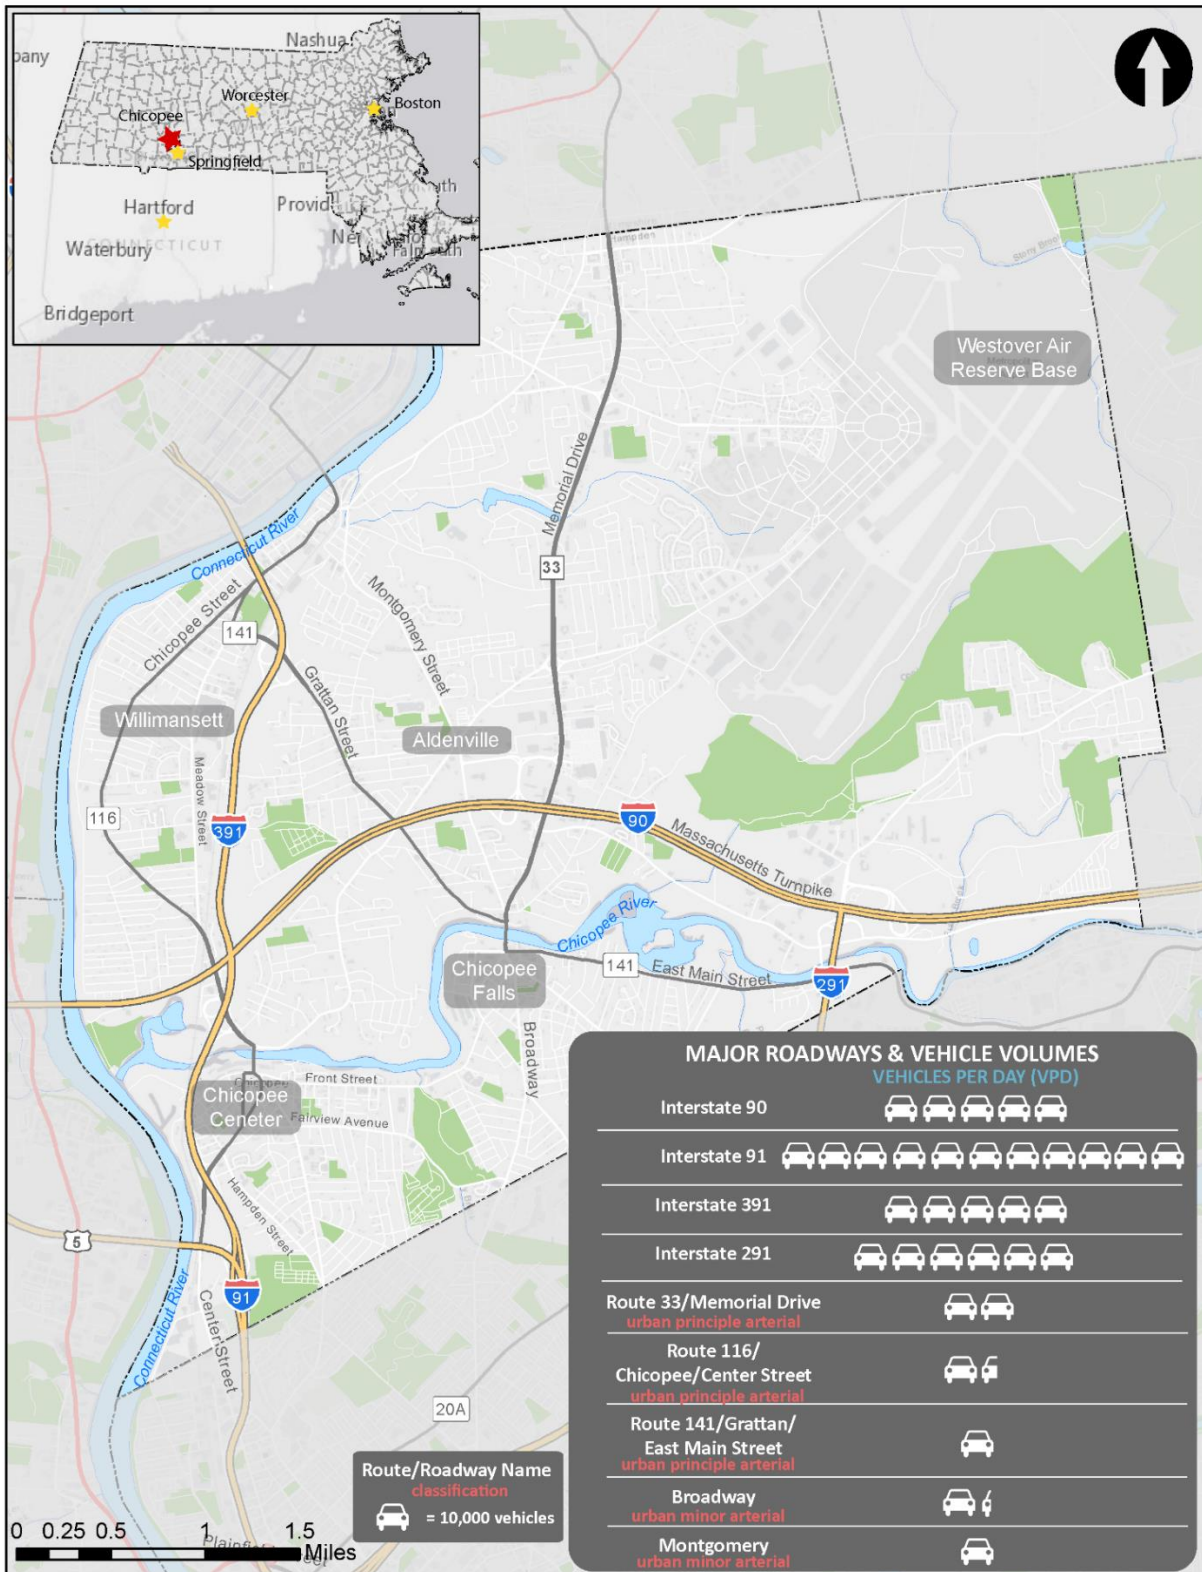 Nashua
pany
Worcester
Boston
Chicopee
Springfield
Hartford
Provid
CONNECTICUT
Waterbury
Bridgeport
Hampden
Westover Air
Reserve Base
Memorial Drive
33
Connecticut River
Chicopee Street
141
Montgomery Street
Grattan Street
Willimansett
Aldenville
Meadow Street
116
391
90
Massachusetts Turnpike
Chicopee River
Chicopee
Falls
141
East Main Street
291
Broadway
Front Street
Chicopee
Ceneter
Fairview Avenue
Hampden Street
5
91
Connecticut River
Center Street
20A
MAJOR ROADWAYS & VEHICLE VOLUMES
VEHICLES PER DAY (VPD)
Interstate 90
Interstate 91
Interstate 391
Interstate 291
Route 33/Memorial Drive
urban principle arterial
Route 116/
Chicopee/Center Street
urban principle arterial
Route 141/Grattan/
East Main Street
urban principle arterial
Broadway
urban minor arterial
Montgomery
urban minor arterial
Route/Roadway Name
classification
= 10,000 vehicles
0 0.25 0.5 1 1.5
Miles